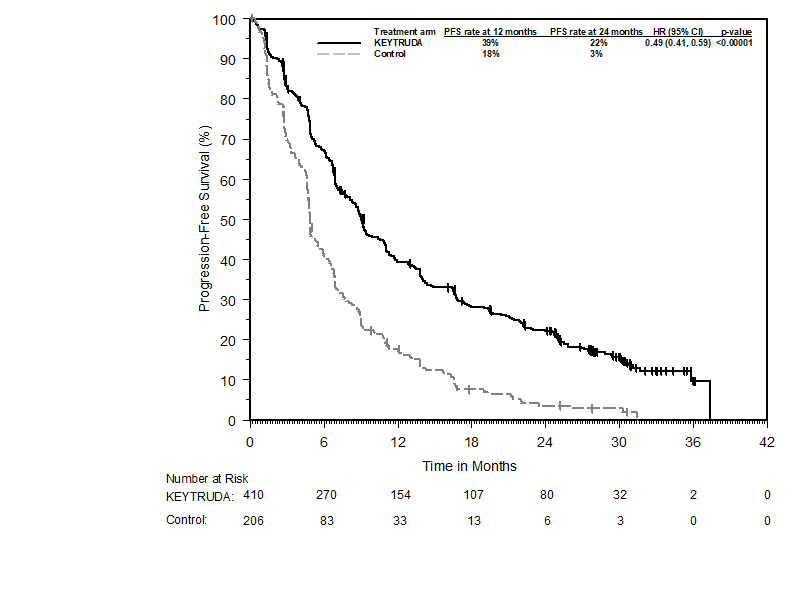 Treatment arm PFS rate at 12 months PFS rate at 24 months HR (95% CI) p-value
KEYTRUDA 39% 22% 0.49 (0.41, 0.59) <0.00001
Control 18% 3%
100
90
80
70
60
50
40
30
20
10
0
Progression-Free Survival (%)
0 6 12 18 24 30 36 42
Time in Months
Number at Risk
KEYTRUDA: 410 270 154 107 80 32 2 0
Control: 206 83 33 13 6 3 0 0